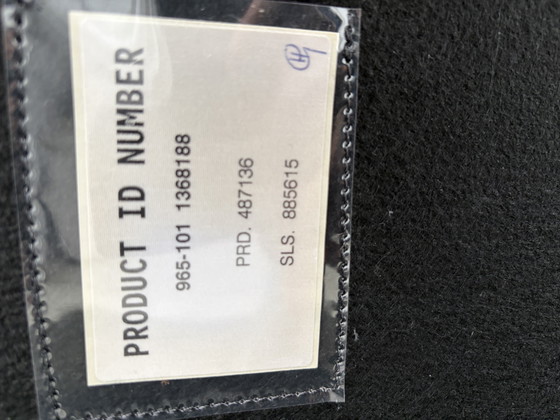 PRODUCT ID NUMBER
965-101 1368188
PRD. 487136
SLS. 885615